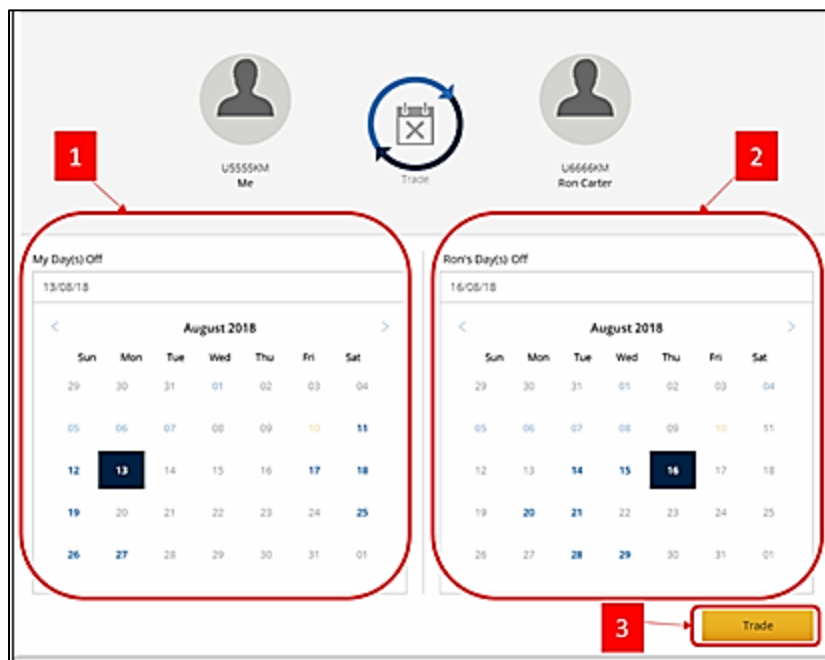 1
2
U5555KM
Me
Trade
U6666KM
Ron Carter
My Day(s) Off
13/08/18
August 2018
Sun Mon Tue Wed Thu Fri Sat
29 30 31 01 02 03 04
05 06 07 08 09 10 11
12 13 14 15 16 17 18
19 20 21 22 23 24 25
26 27 28 29 30 31 01
Ron's Day(s) Off
16/08/18
August 2018
Sun Mon Tue Wed Thu Fri Sat
29 30 31 01 02 03 04
05 06 07 08 09 10 11
12 13 14 15 16 17 18
19 20 21 22 23 24 25
26 27 28 29 30 31 01
3
Trade